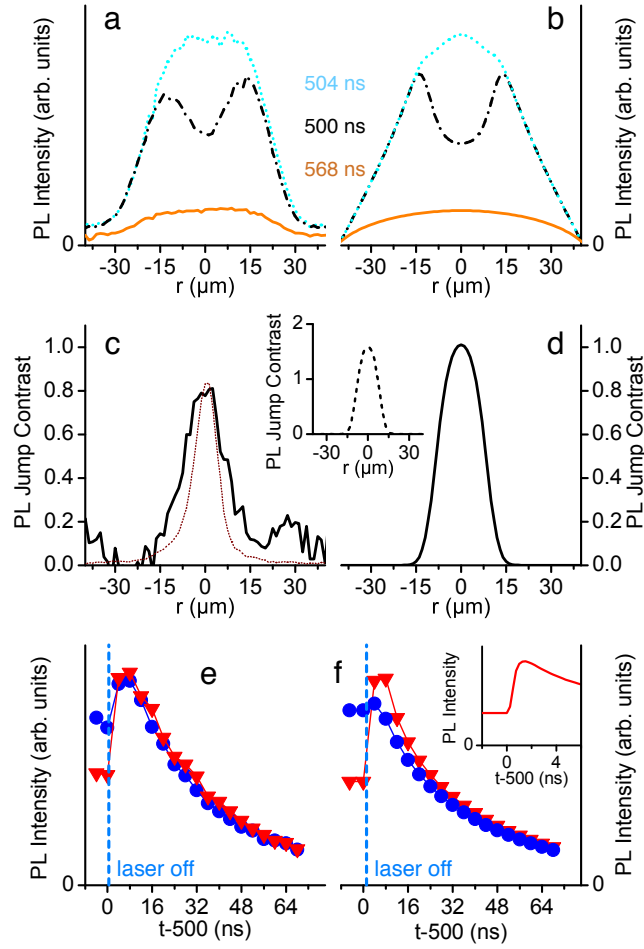 a
b
504 ns
500 ns
568 ns
PL Intensity (arb. units)
0
-30 -15 0 15 30
r (µm)
-30 -15 0 15 30
r (µm)
0
PL Intensity (arb. units)
c
d
PL Jump Contrast
1.0
0.8
0.6
0.4
0.2
0.0
-30 -15 0 15 30
r (µm)
PL Jump Contrast
2
1
0
-30 0 30
r (µm)
-30 -15 0 15 30
r (µm)
1.0
0.8
0.6
0.4
0.2
0.0
PL Jump Contrast
e
f
PL Intensity (arb. units)
0
laser off
0 16 32 48 64
t-500 (ns)
laser off
0 16 32 48 64
t-500 (ns)
PL Intensity
0
0 4
t-500 (ns)
0
PL Intensity (arb. units)